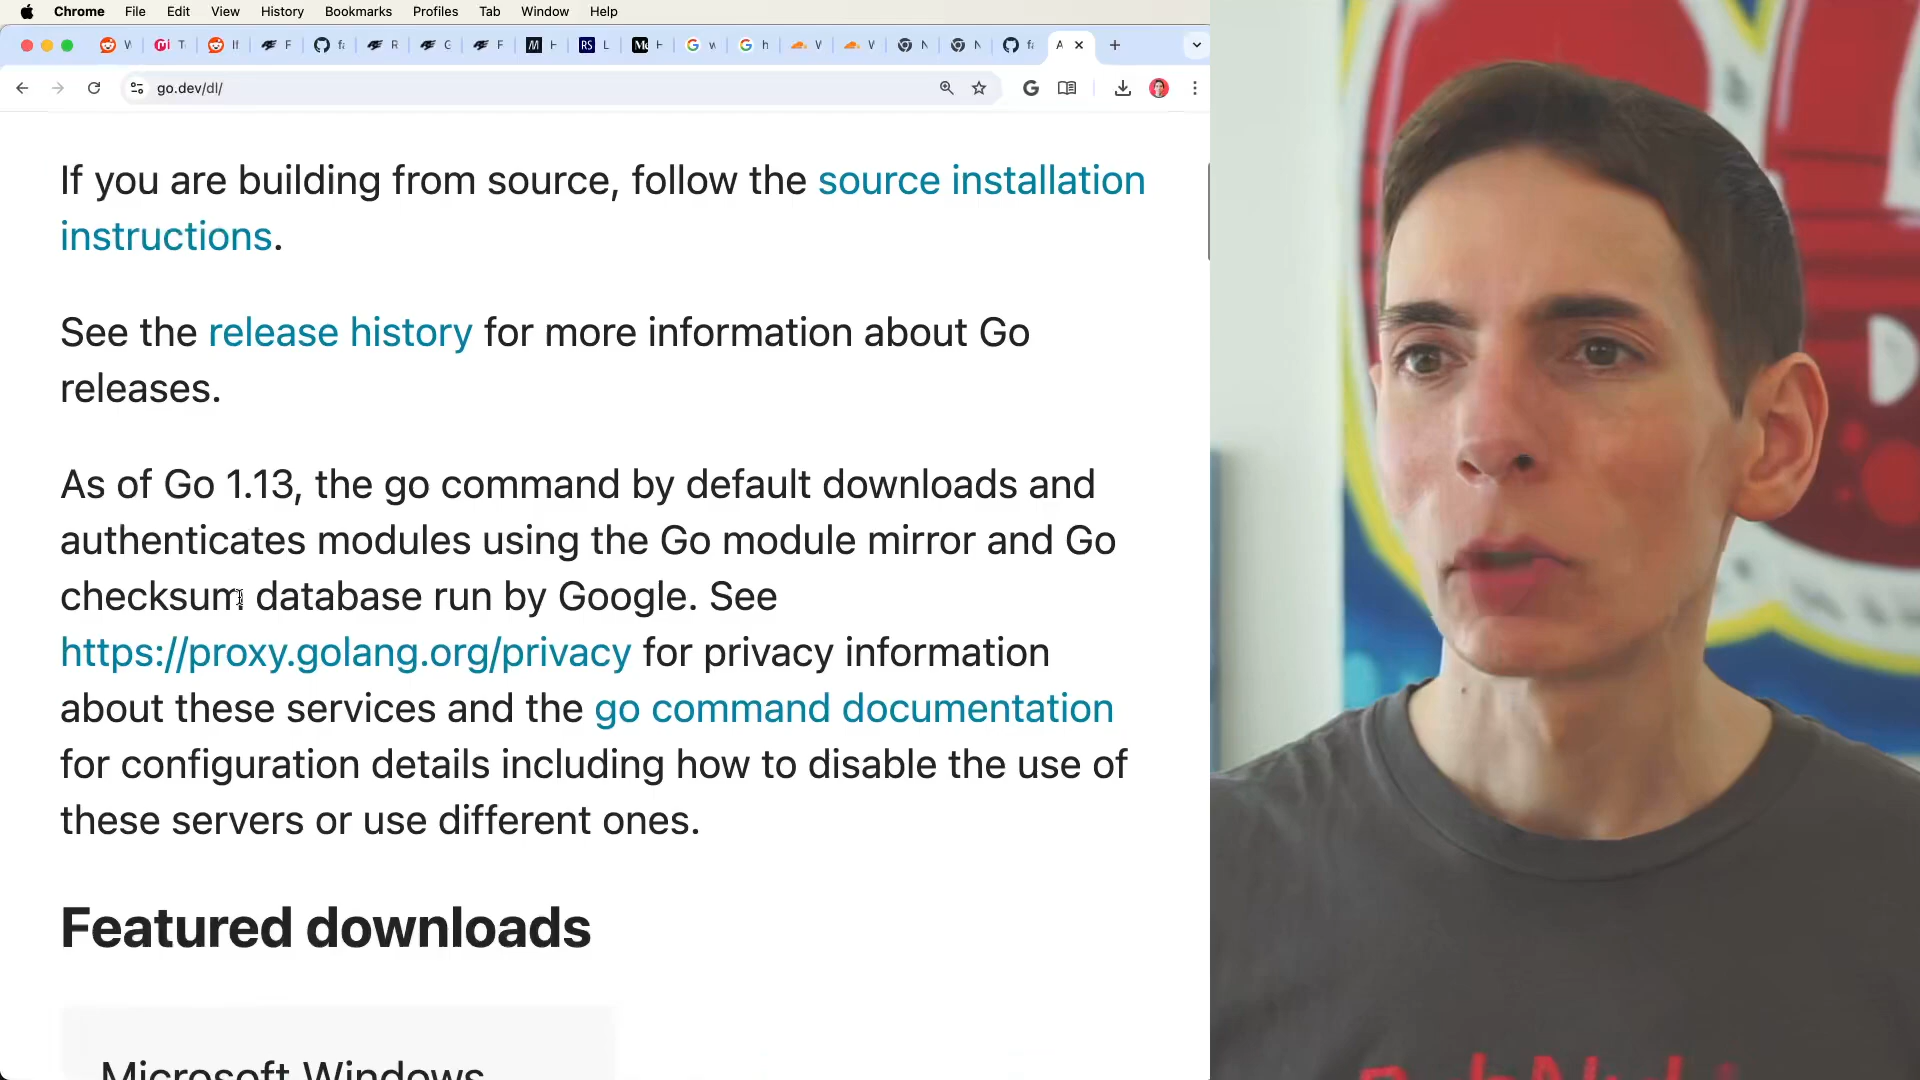 Chrome File Edit View History Bookmarks Profiles Tab Window Help
go.dev/dl/
If you are building from source, follow the source installation
instructions.
See the release history for more information about Go
releases.
As of Go 1.13, the go command by default downloads and
authenticates modules using the Go module mirror and Go
checksum database run by Google. See
https://proxy.golang.org/privacy for privacy information
about these services and the go command documentation
for configuration details including how to disable the use of
these servers or use different ones.
Featured downloads
Microsoft Windows